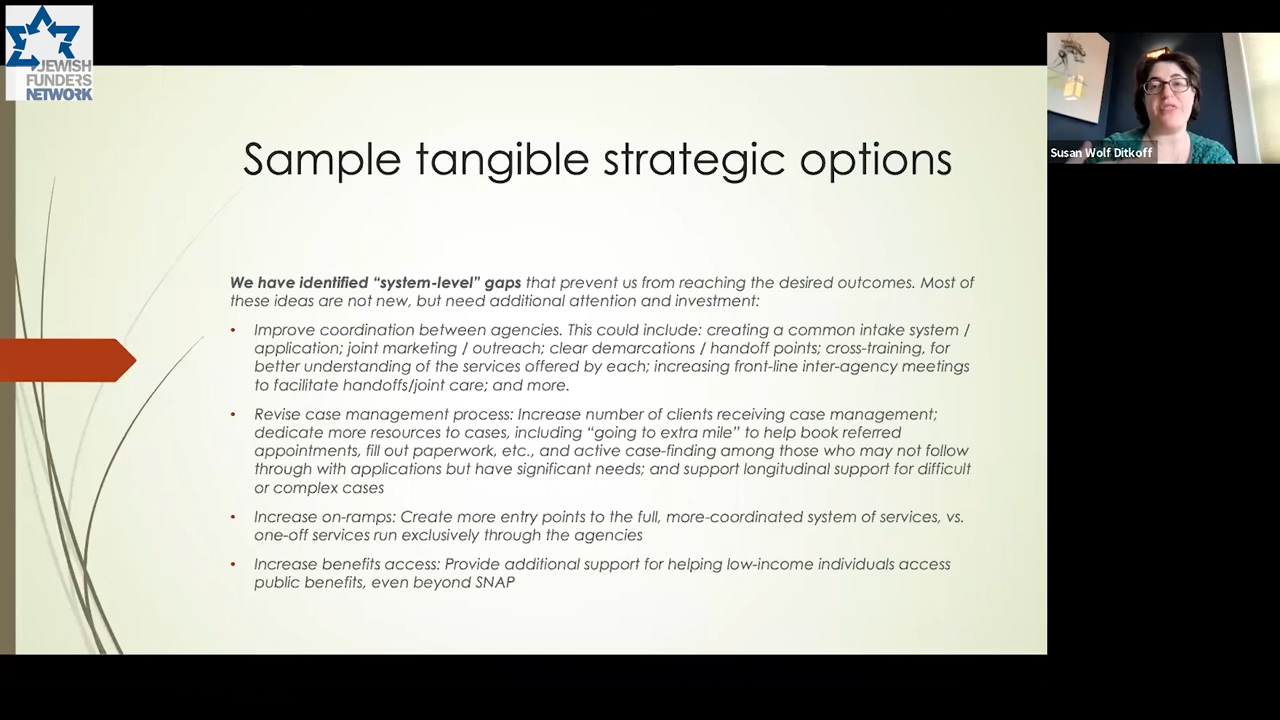 JEWISH
FUNDERS
NETWORK
Sample tangible strategic options
Susan Wolf Ditkoff
We have identified “system-level” gaps that prevent us from reaching the desired outcomes. Most of
these ideas are not new, but need additional attention and investment:
• Improve coordination between agencies. This could include: creating a common intake system /
application; joint marketing / outreach; clear demarcations / handoff points; cross-training, for
better understanding of the services offered by each; increasing front-line inter-agency meetings
to facilitate handoffs/joint care; and more.
• Revise case management process: Increase number of clients receiving case management;
dedicate more resources to cases, including “going to extra mile” to help book referred
appointments, fill out paperwork, etc., and active case-finding among those who may not follow
through with applications but have significant needs; and support longitudinal support for difficult
or complex cases
• Increase on-ramps: Create more entry points to the full, more-coordinated system of services, vs.
one-off services run exclusively through the agencies
• Increase benefits access: Provide additional support for helping low-income individuals access
public benefits, even beyond SNAP